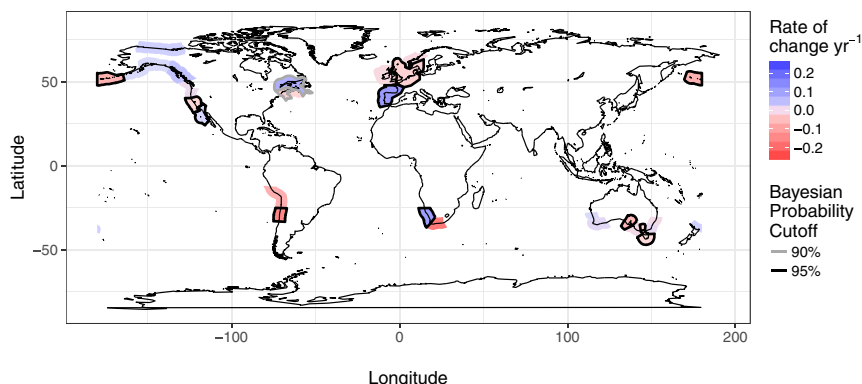 Latitude
50
0
−50
−100
0
100
200
Longitude
Rate of
change yr−1
0.2
0.1
0.0
−0.1
−0.2
Bayesian
Probability
Cutoff
90%
95%